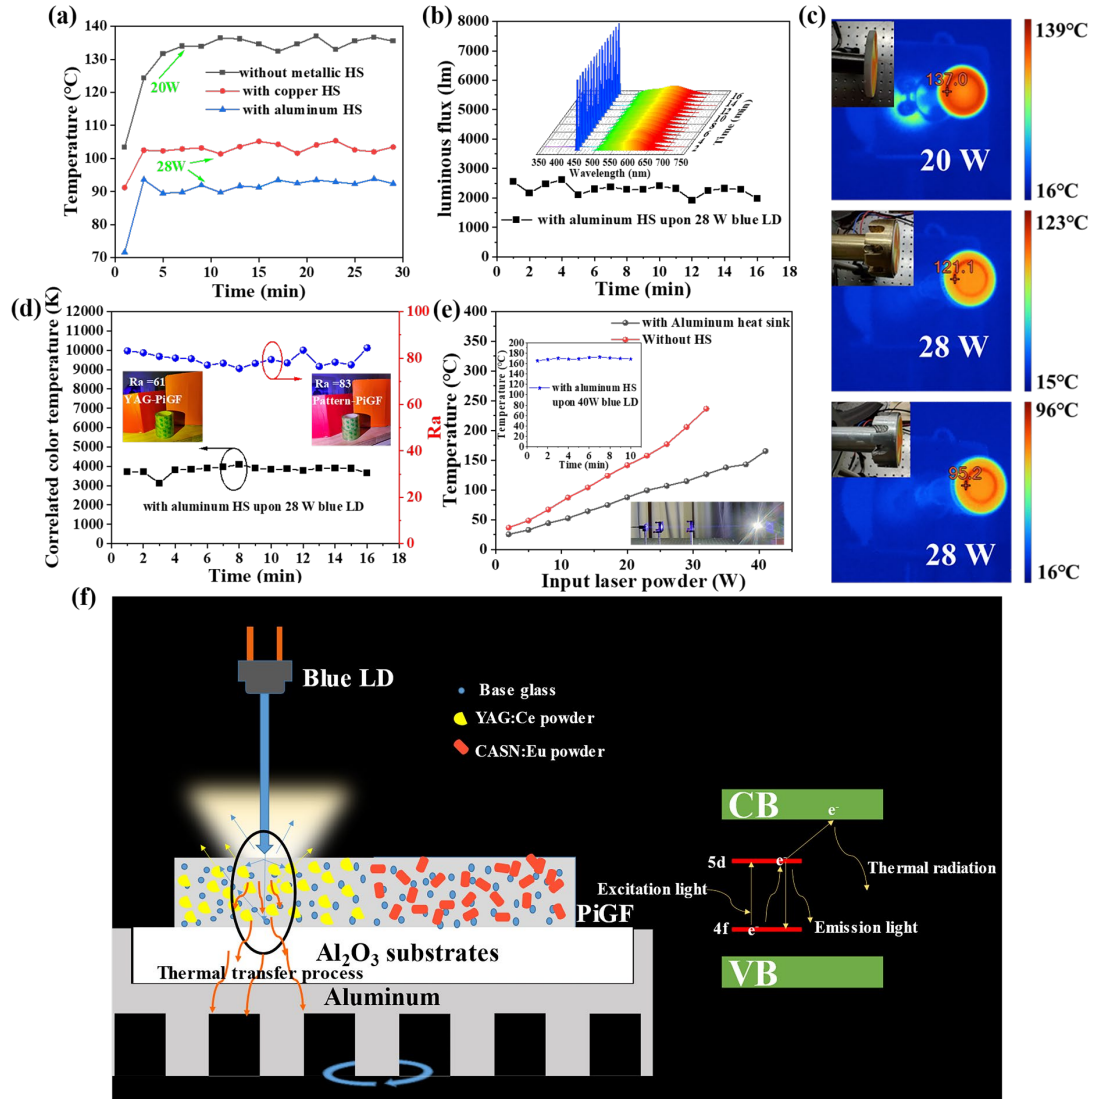 (a)
Temperature (°C)
140
130
120
110
100
90
80
70
20W
without metallic HS
with copper HS
with aluminum HS
28W
0 5 10 15 20 25 30
Time (min)
(b)
luminous flux (lm)
8000
7000
6000
5000
4000
3000
2000
1000
0
350 400 450 500 550 600 650 700 750
Wavelength (nm)
Time (min)
with aluminum HS upon 28 W blue LD
0 2 4 6 8 10 12 14 16 18
Time (min)
(c)
137.0
20 W
139°C
16°C
121.1
28 W
123°C
15°C
95.2
28 W
96°C
16°C
(d)
Correlated color temperature (K)
12000
11000
10000
9000
8000
7000
6000
5000
4000
3000
2000
1000
0
Ra =61
YAG-PiGF
Ra =83
Pattern-PiGF
with aluminum HS upon 28 W blue LD
100
80
60
40
20
0
Ra
0 2 4 6 8 10 12 14 16 18
Time (min)
(e)
Temperature (°C)
400
350
300
250
200
150
100
50
0
with Aluminum heat sink
Without HS
Temperature (°C)
200
180
160
140
120
100
80
60
40
20
0
with aluminum HS
upon 40W blue LD
0 2 4 6 8 10
Time (min)
0 10 20 30 40
Input laser powder (W)
(f)
Blue LD
Base glass
YAG:Ce powder
CASN:Eu powder
PiGF
Al₂O₃ substrates
Thermal transfer process
Aluminum
CB
e⁻
5d
e⁻
Thermal radiation
Excitation light
4f
e⁻
Emission light
VB